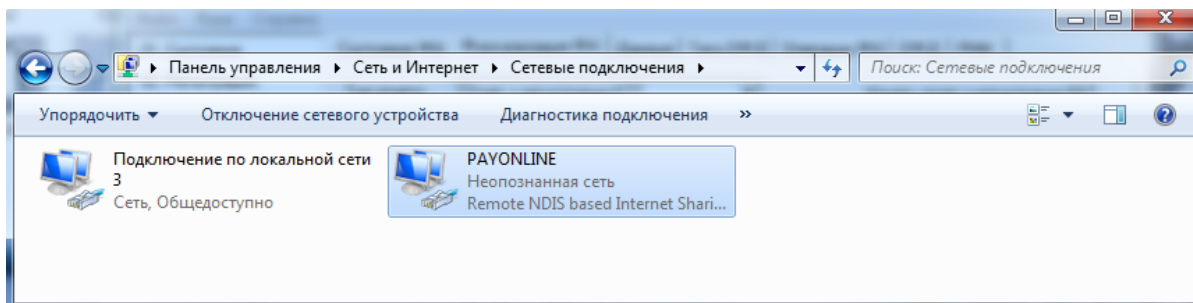 Панель управления ▸ Сеть и Интернет ▸ Сетевые подключения ▸
Поиск: Сетевые подключения
Упорядочить ▾ Отключение сетевого устройства Диагностика подключения »
Подключение по локальной сети
3
Сеть, Общедоступно
PAYONLINE
Неопознанная сеть
Remote NDIS based Internet Shari...